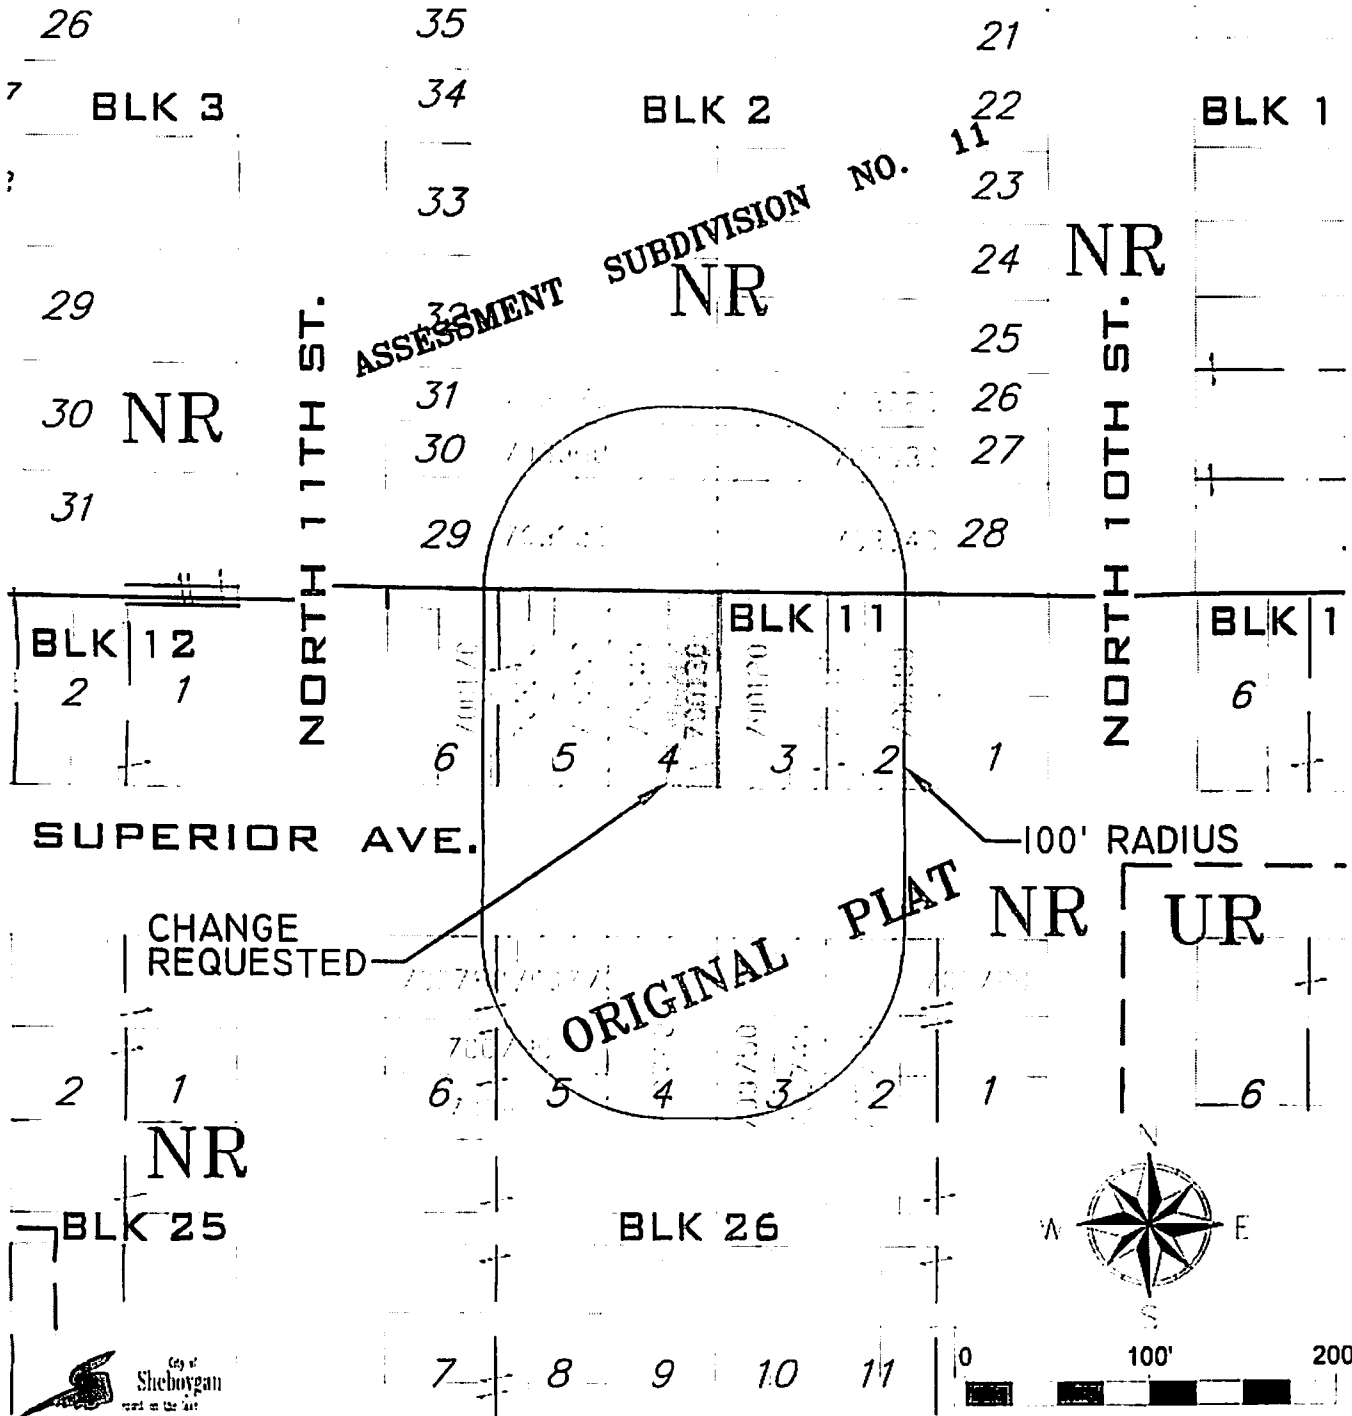 26 35 21
34 22
BLK 3 BLK 2 BLK 1
33 23
ASSESSMENT SUBDIVISION NO. 11
24 NR
NR
29 32 25
31 26
30 NR 30 27
31 29 28
NORTH 11TH ST.
NORTH 10TH ST.
BLK 12 BLK 11 BLK 1
2 1 6
6 5 4 3 2 1
SUPERIOR AVE.
100' RADIUS
CHANGE
REQUESTED
ORIGINAL PLAT
NR UR
2 1 6 5 4 3 2 1 6
NR
BLK 25 BLK 26
N
W E
S
7 8 9 10 11
0 100' 200
City of
Sheboygan